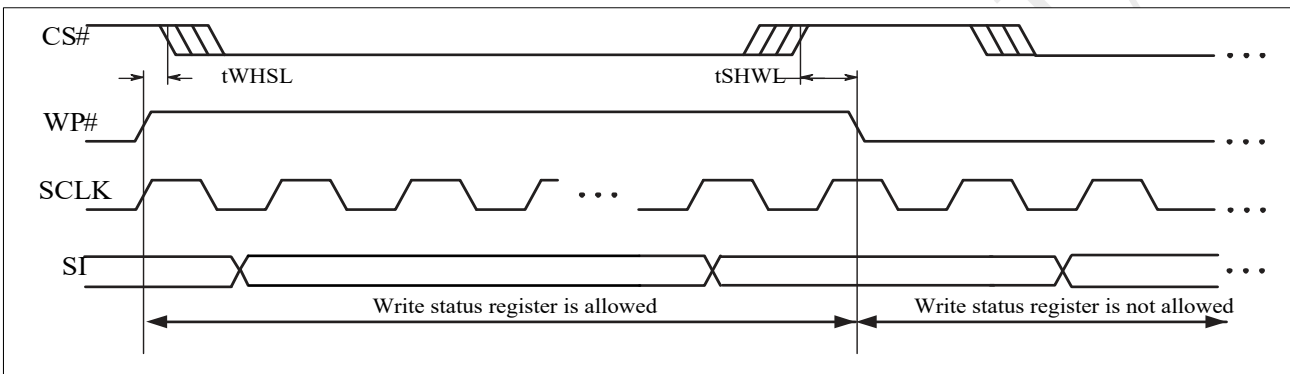 CS#
tWHSL
tSHWL
WP#
SCLK
SI
Write status register is allowed
Write status register is not allowed